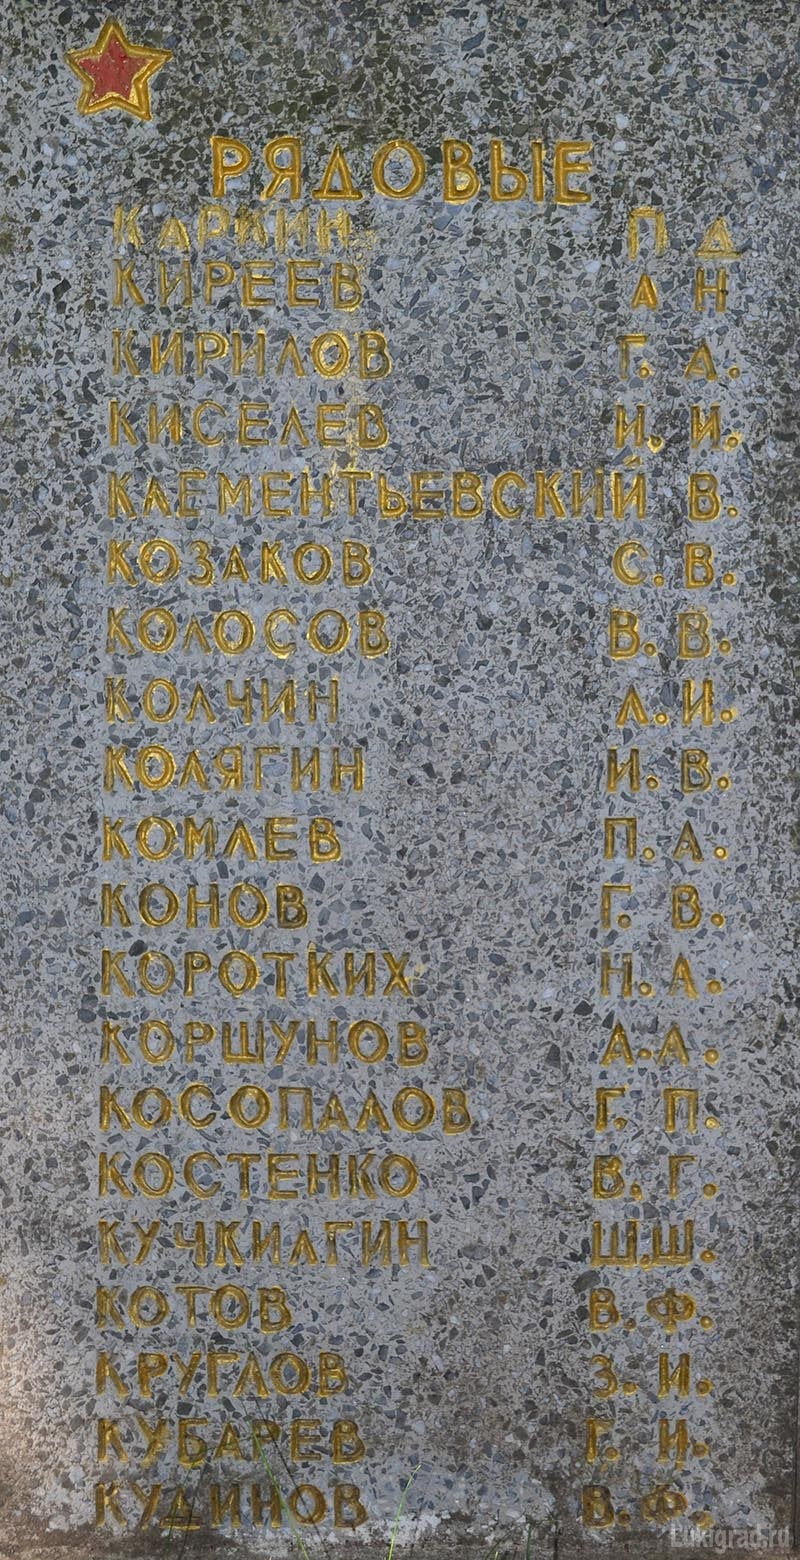 РЯДОВЫЕ
КАРКИН П Д
КИРЕЕВ А Н
КИРИЛОВ Г. А.
КИСЕЛЕВ И. И.
КЛЕМЕНТЬЕВСКИЙ В.
КОЗАКОВ С. В.
КОЛОСОВ В. В.
КОЛЧИН Л. И.
КОЛЯГИН И. В.
КОМЛЕВ П. А.
КОНОВ Г. В.
КОРОТКИХ Н. А.
КОРШУНОВ А. А.
КОСОПАЛОВ Г. П.
КОСТЕНКО В. Г.
КУЧКИЛГИН Ш. Ш.
КОТОВ В. Ф.
КРУГЛОВ З. И.
КУБАРЕВ Г. И.
КУДИНОВ В. Ф.
Lukigrad.ru